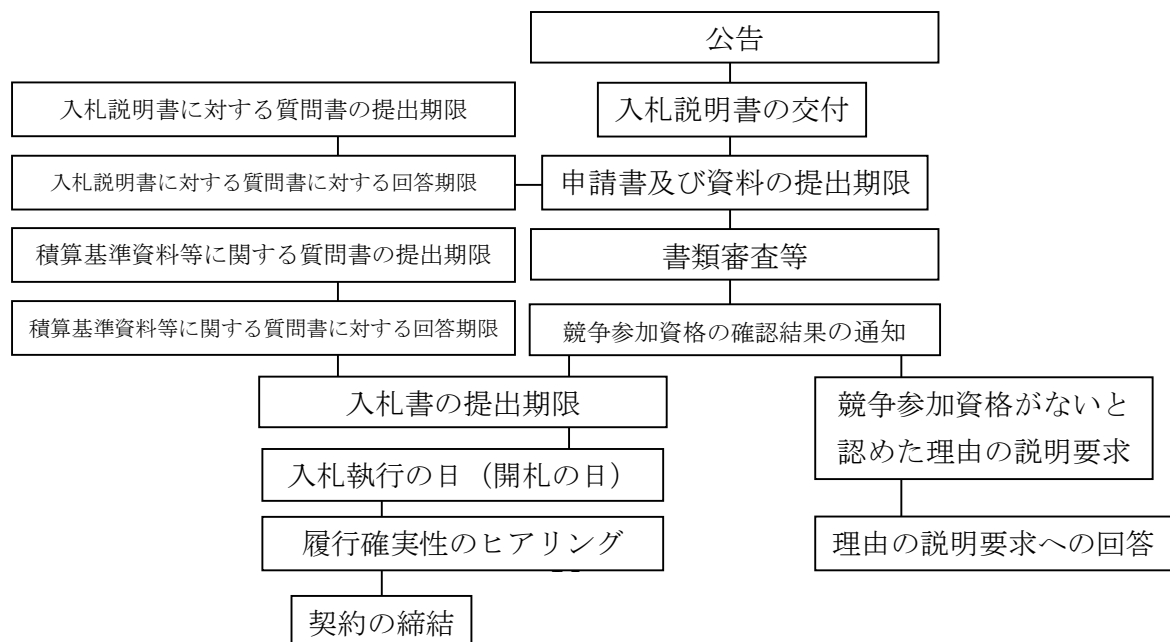 公告
入札説明書に対する質問書の提出期限
入札説明書の交付
入札説明書に対する質問書に対する回答期限
申請書及び資料の提出期限
積算基準資料等に関する質問書の提出期限
書類審査等
積算基準資料等に関する質問書に対する回答期限
競争参加資格の確認結果の通知
入札書の提出期限
競争参加資格がないと
認めた理由の説明要求
入札執行の日（開札の日）
履行確実性のヒアリング
理由の説明要求への回答
契約の締結